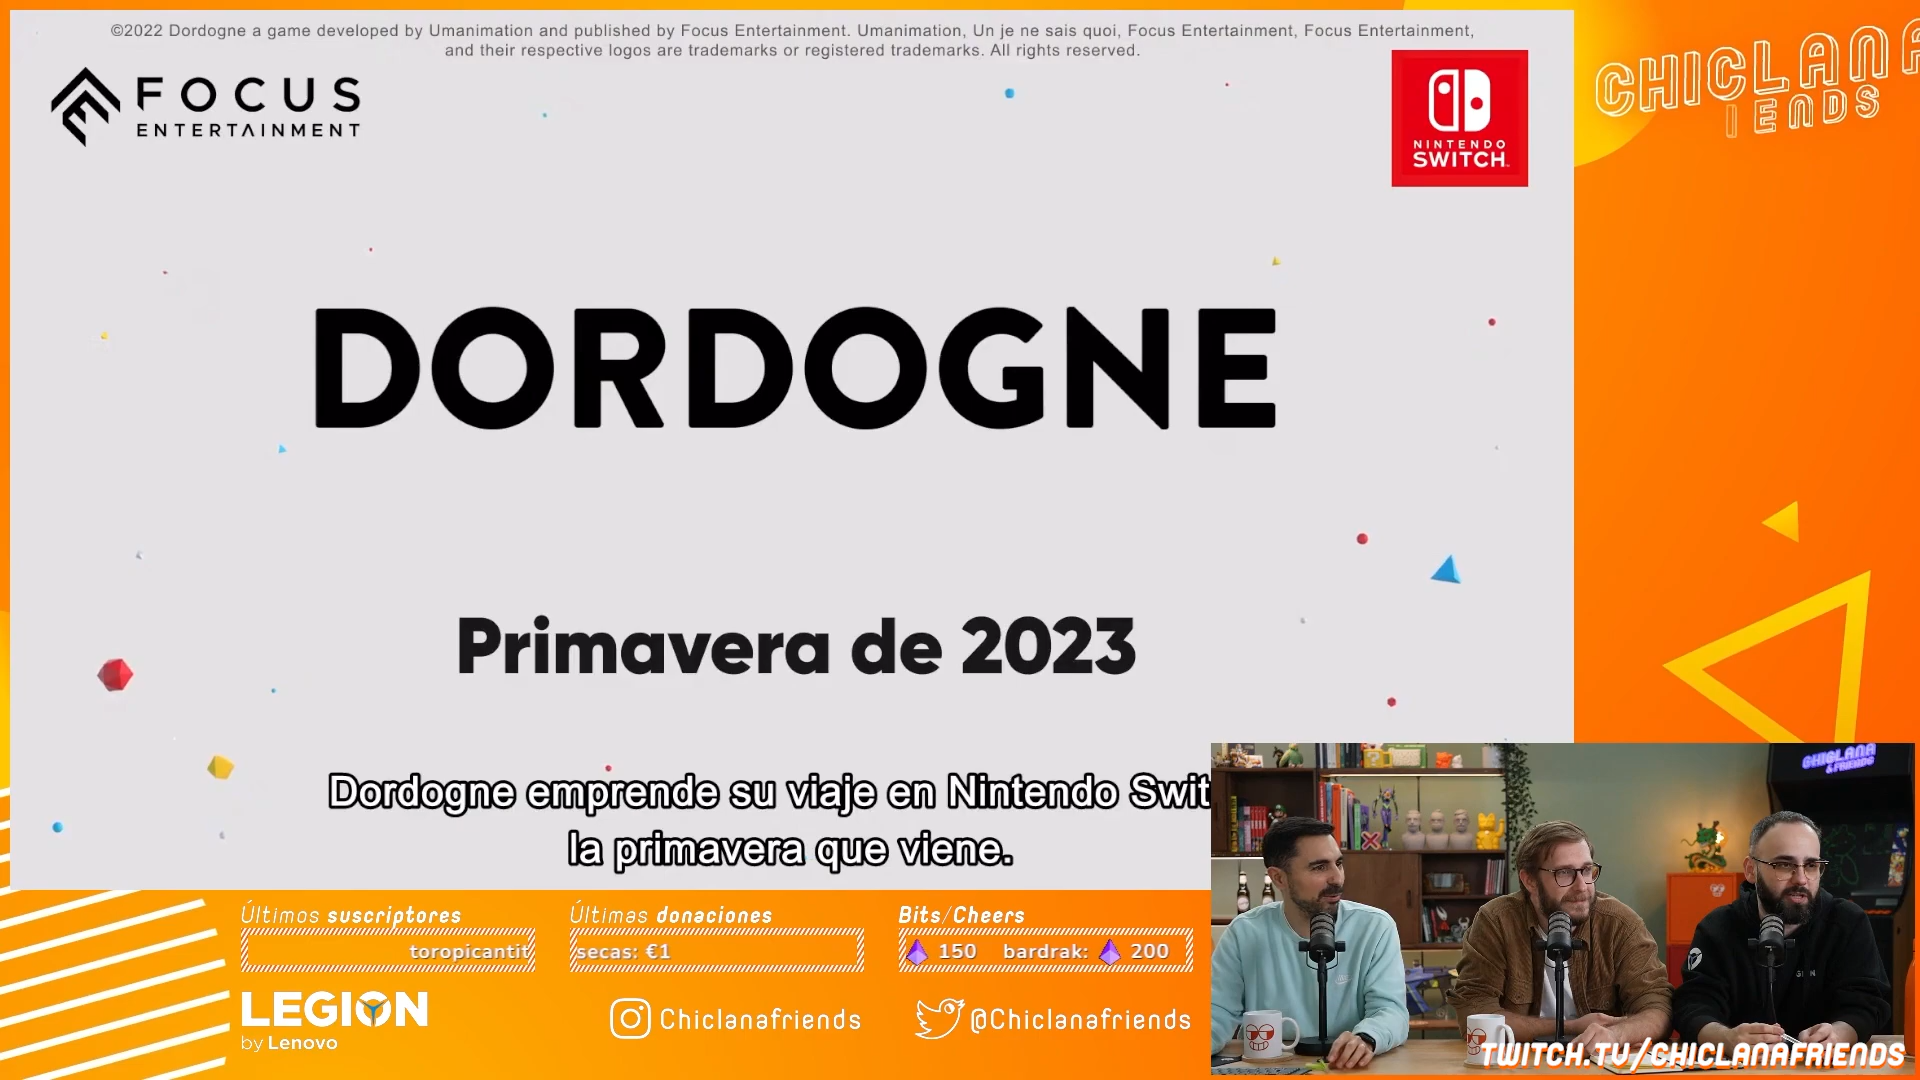 ©2022 Dordogne a game developed by Umanimation and published by Focus Entertainment. Umanimation, Un je ne sais quoi, Focus Entertainment, Focus Entertainment,
and their respective logos are trademarks or registered trademarks. All rights reserved.
FOCUS
ENTERTAINMENT
NINTENDO
SWITCH
CHICLANA
IENDS
DORDOGNE
Primavera de 2023
Dordogne emprende su viaje en Nintendo Swit
la primavera que viene.
CHICLANA
& FRIENDS
Últimos suscriptores
toropicantit
Últimas donaciones
secas: €1
Bits/Cheers
150 bardrak: 200
LEGION
by Lenovo
Chiclanafriends
@Chiclanafriends
TWITCH.TV/CHICLANAFRIENDS